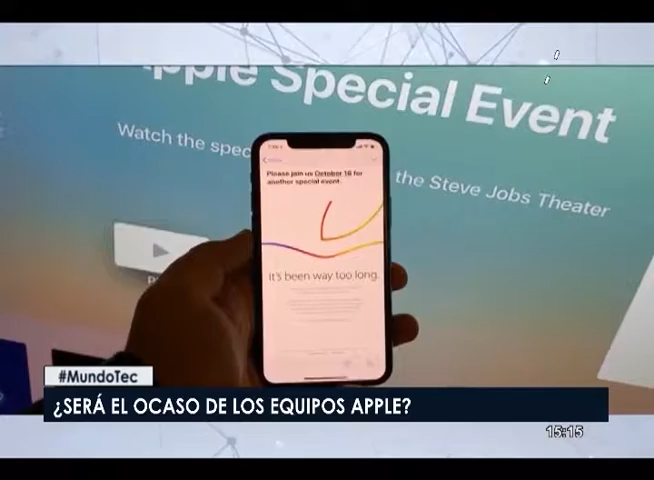 Apple Special Event
Watch the spec
the Steve Jobs Theater
Please join us October 16 for
another special event.
It's been way too long.
#MundoTec
¿SERÁ EL OCASO DE LOS EQUIPOS APPLE?
15:15